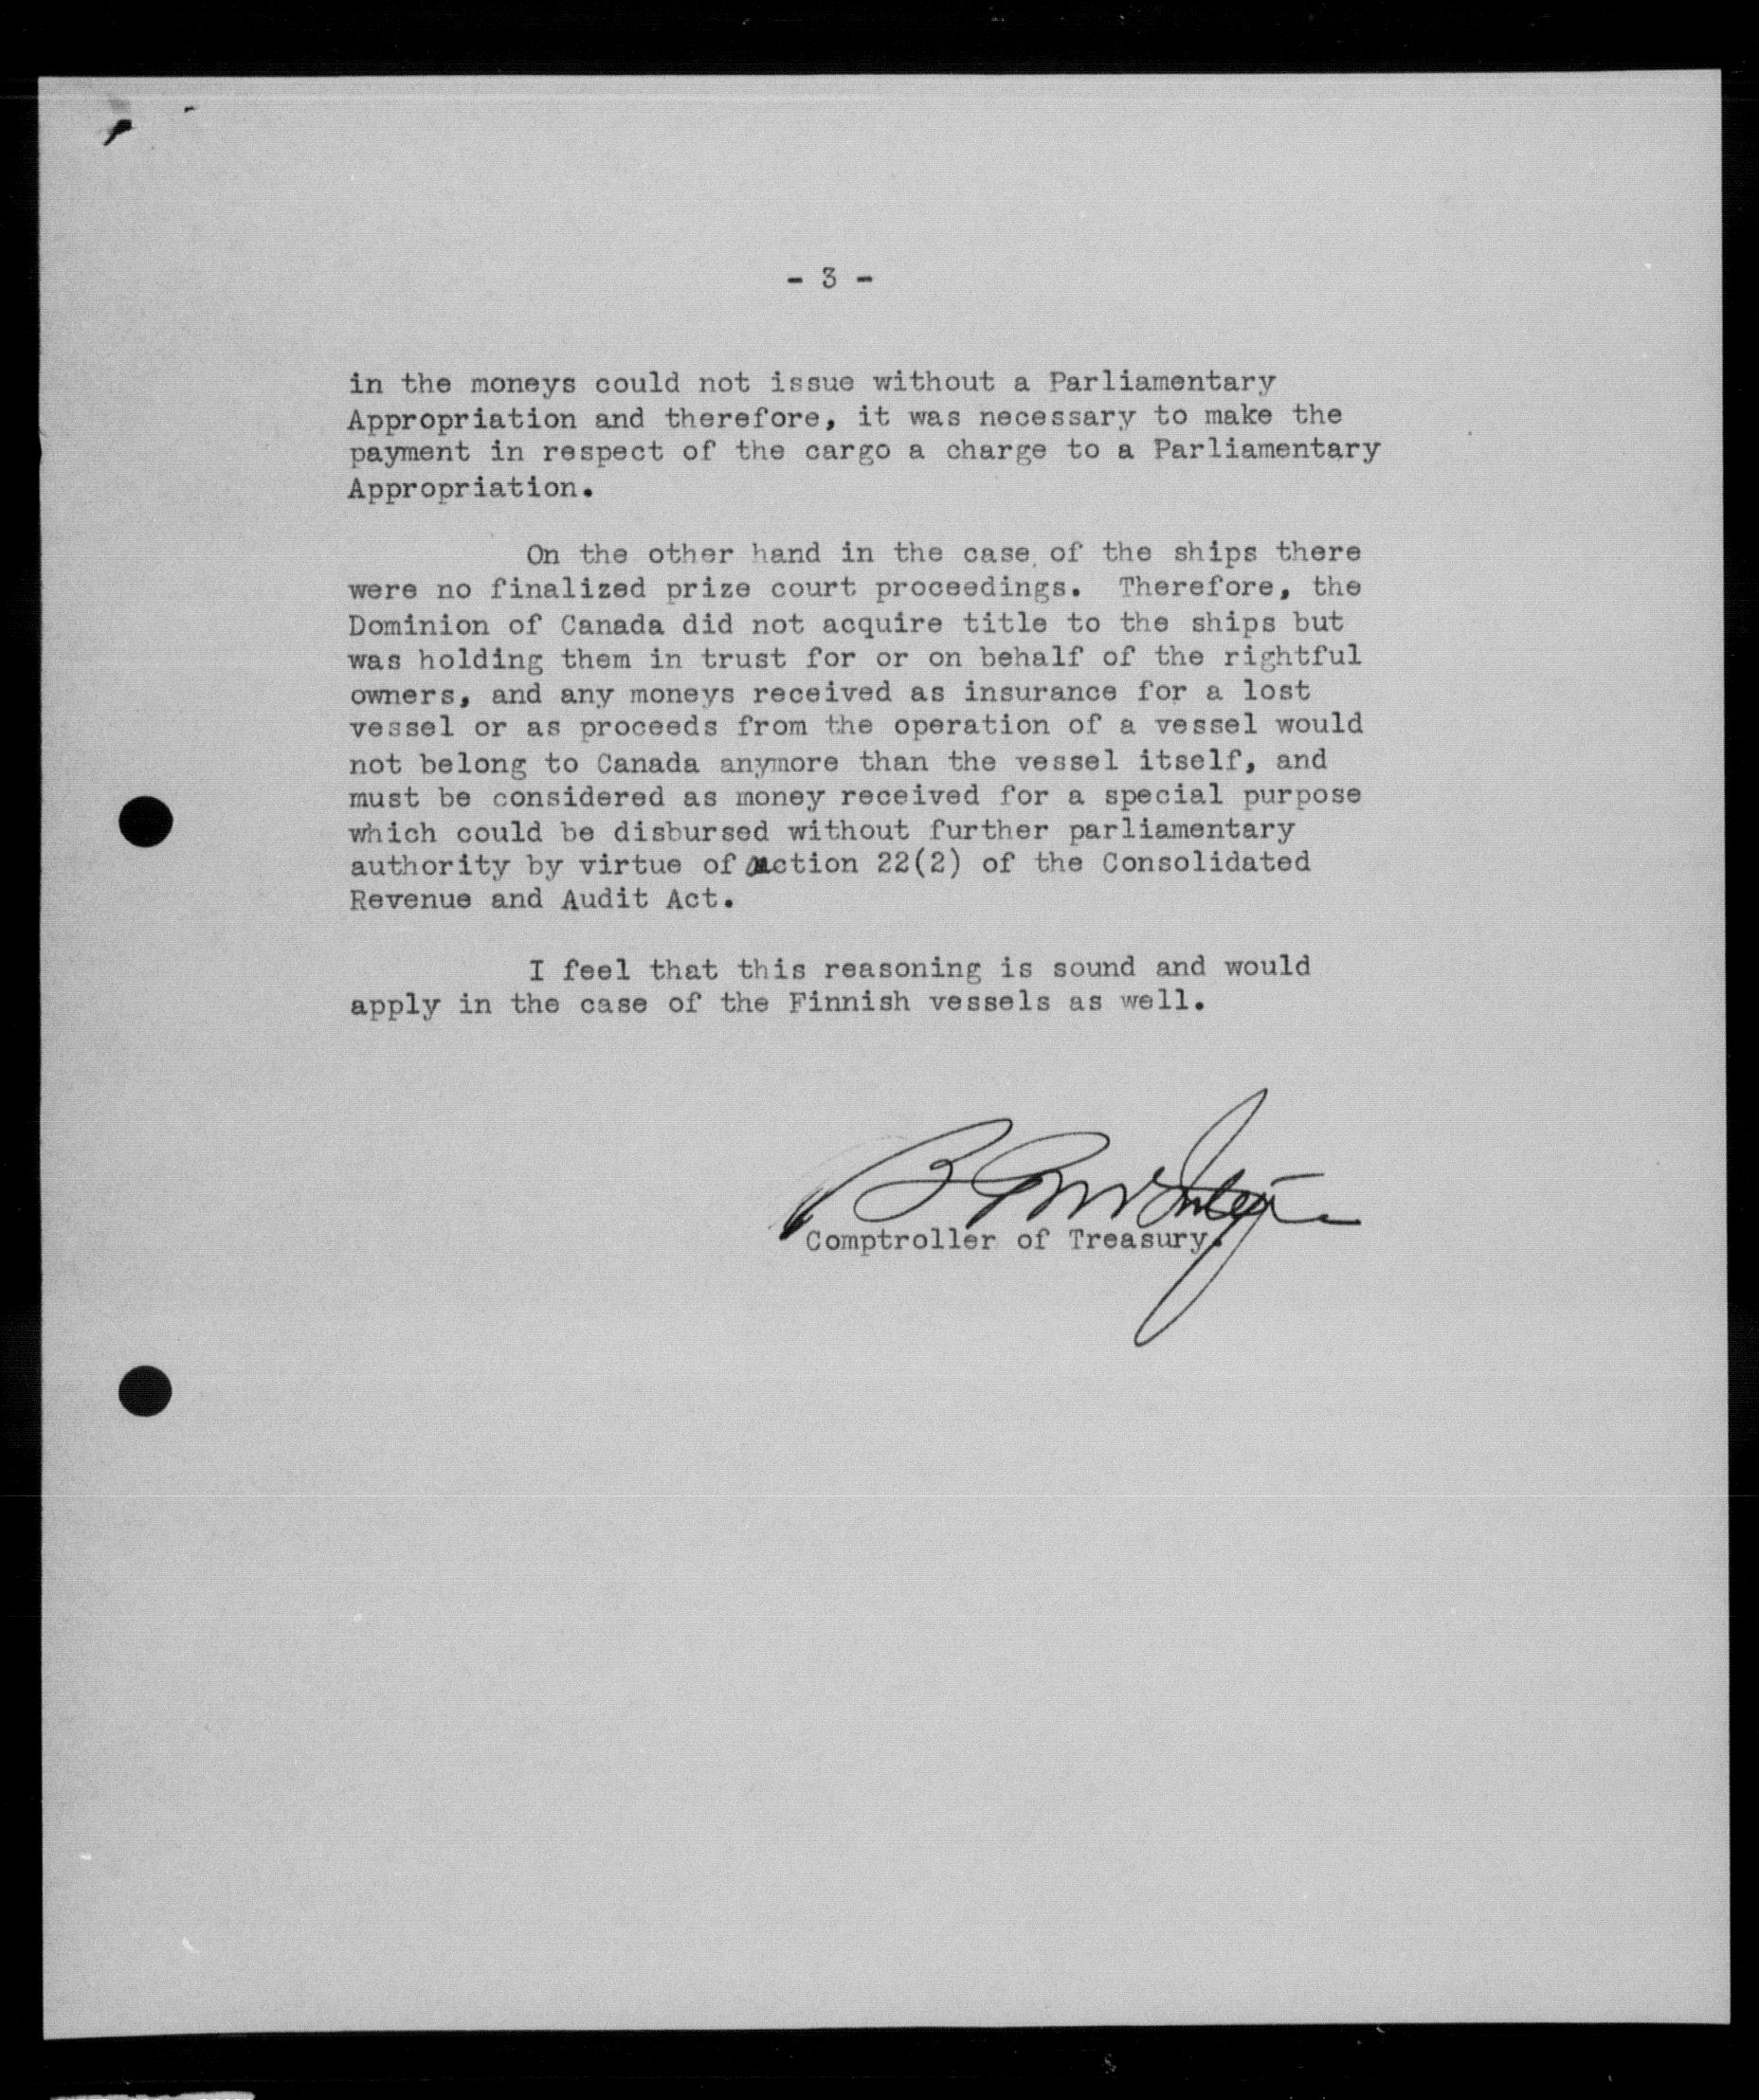 - 3 -
in the moneys could not issue without a Parliamentary
Appropriation and therefore, it was necessary to make the
payment in respect of the cargo a charge to a Parliamentary
Appropriation.
On the other hand in the case of the ships there
were no finalized prize court proceedings. Therefore, the
Dominion of Canada did not acquire title to the ships but
was holding them in trust for or on behalf of the rightful
owners, and any moneys received as insurance for a lost
vessel or as proceeds from the operation of a vessel would
not belong to Canada anymore than the vessel itself, and
must be considered as money received for a special purpose
which could be disbursed without further parliamentary
authority by virtue of 22(2) of the Consolidated
Revenue and Audit Act.
I feel that this reasoning is sound and would
apply in the case of the Finnish vessels as well.
Comptroller of Treasury.